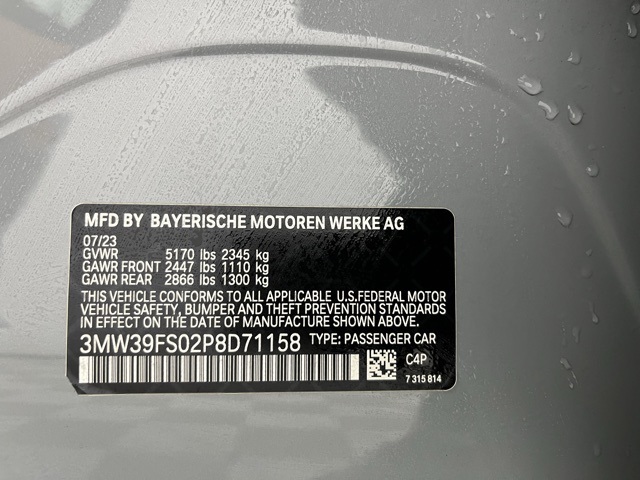 MFD BY BAYERISCHE MOTOREN WERKE AG
07/23
GVWR 5170 lbs 2345 kg
GAWR FRONT 2447 lbs 1110 kg
GAWR REAR 2866 lbs 1300 kg
THIS VEHICLE CONFORMS TO ALL APPLICABLE U.S.FEDERAL MOTOR
VEHICLE SAFETY, BUMPER AND THEFT PREVENTION STANDARDS
IN EFFECT ON THE DATE OF MANUFACTURE SHOWN ABOVE.
3MW39FS02P8D71158 TYPE: PASSENGER CAR
C4P
7 315 814